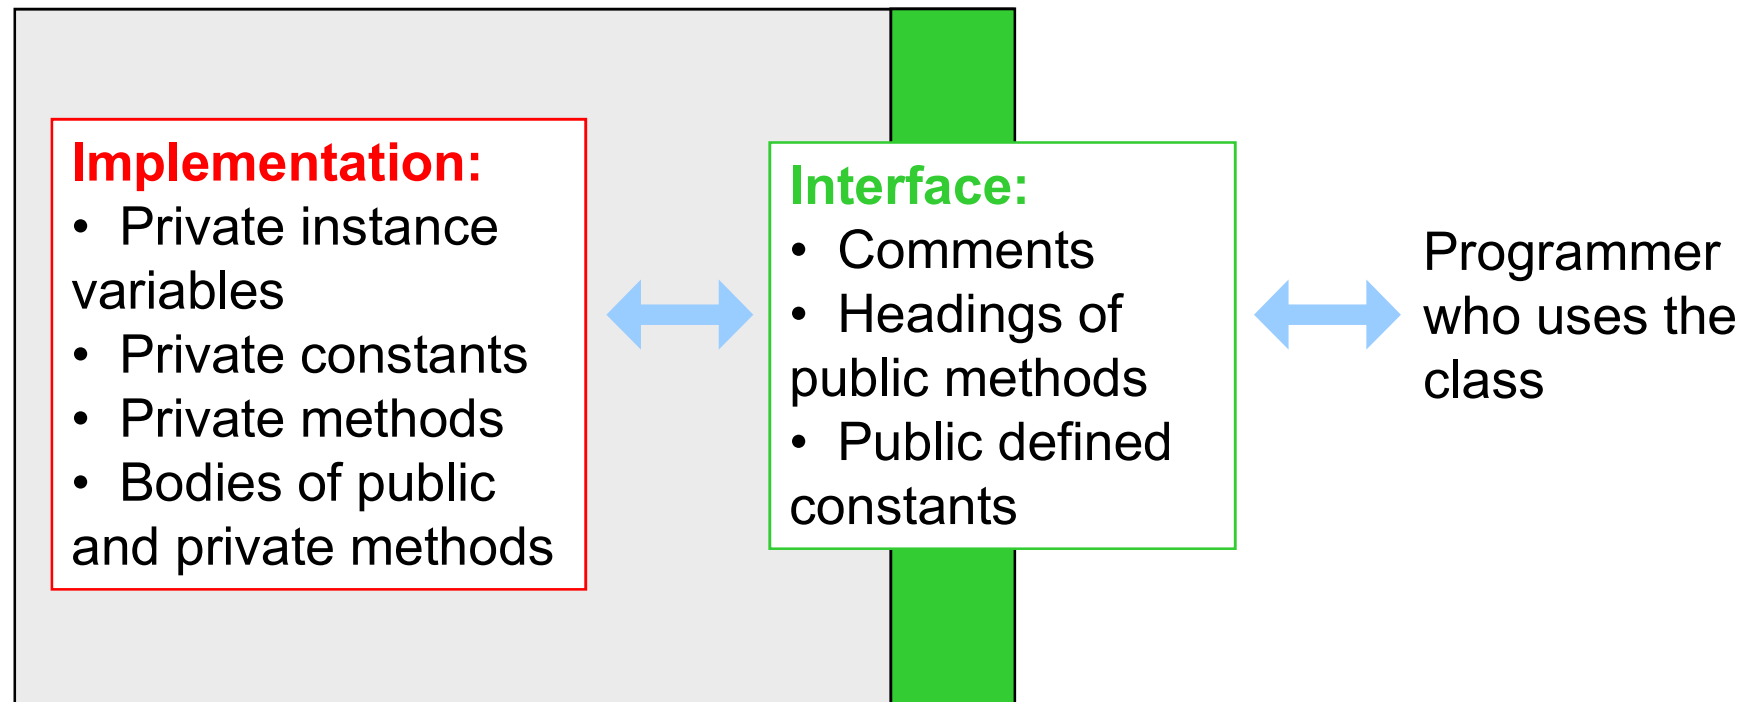 Implementation:
• Private instance
variables
• Private constants
• Private methods
• Bodies of public
and private methods
Interface:
• Comments
• Headings of
public methods
• Public defined
constants
Programmer
who uses the
class